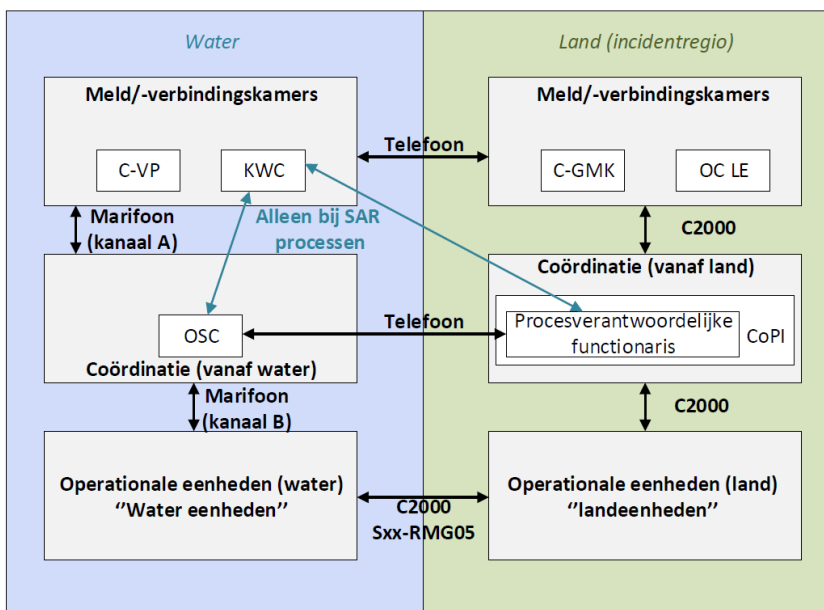 Water
Land (incidentregio)
Meld/-verbindingskamers
C-VP
KWC
Telefoon
Meld/-verbindingskamers
C-GMK
OC LE
Marifoon
(kanaal A)
Alleen bij SAR
processen
C2000
OSC
Coördinatie (vanaf water)
Telefoon
Coördinatie (vanaf land)
Procesverantwoordelijke
functionaris
CoPI
Marifoon
(kanaal B)
C2000
Operationale eenheden (water)
‘’Water eenheden’’
C2000
Sxx-RMG05
Operationale eenheden (land)
‘’landeenheden’’